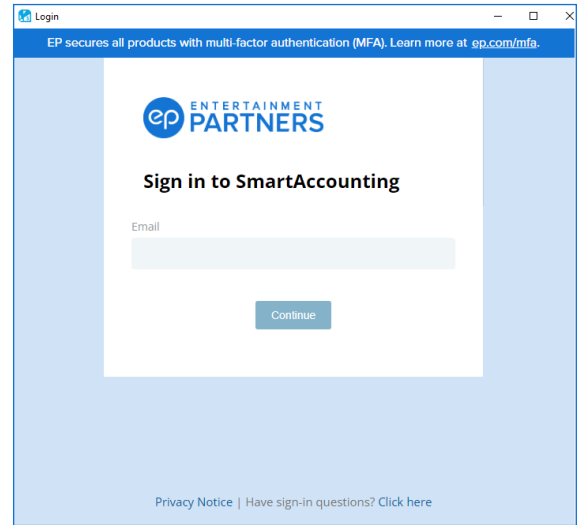 Login
EP secures all products with multi-factor authentication (MFA). Learn more at ep.com/mfa.
ep ENTERTAINMENT
PARTNERS
Sign in to SmartAccounting
Email
Continue
Privacy Notice | Have sign-in questions? Click here